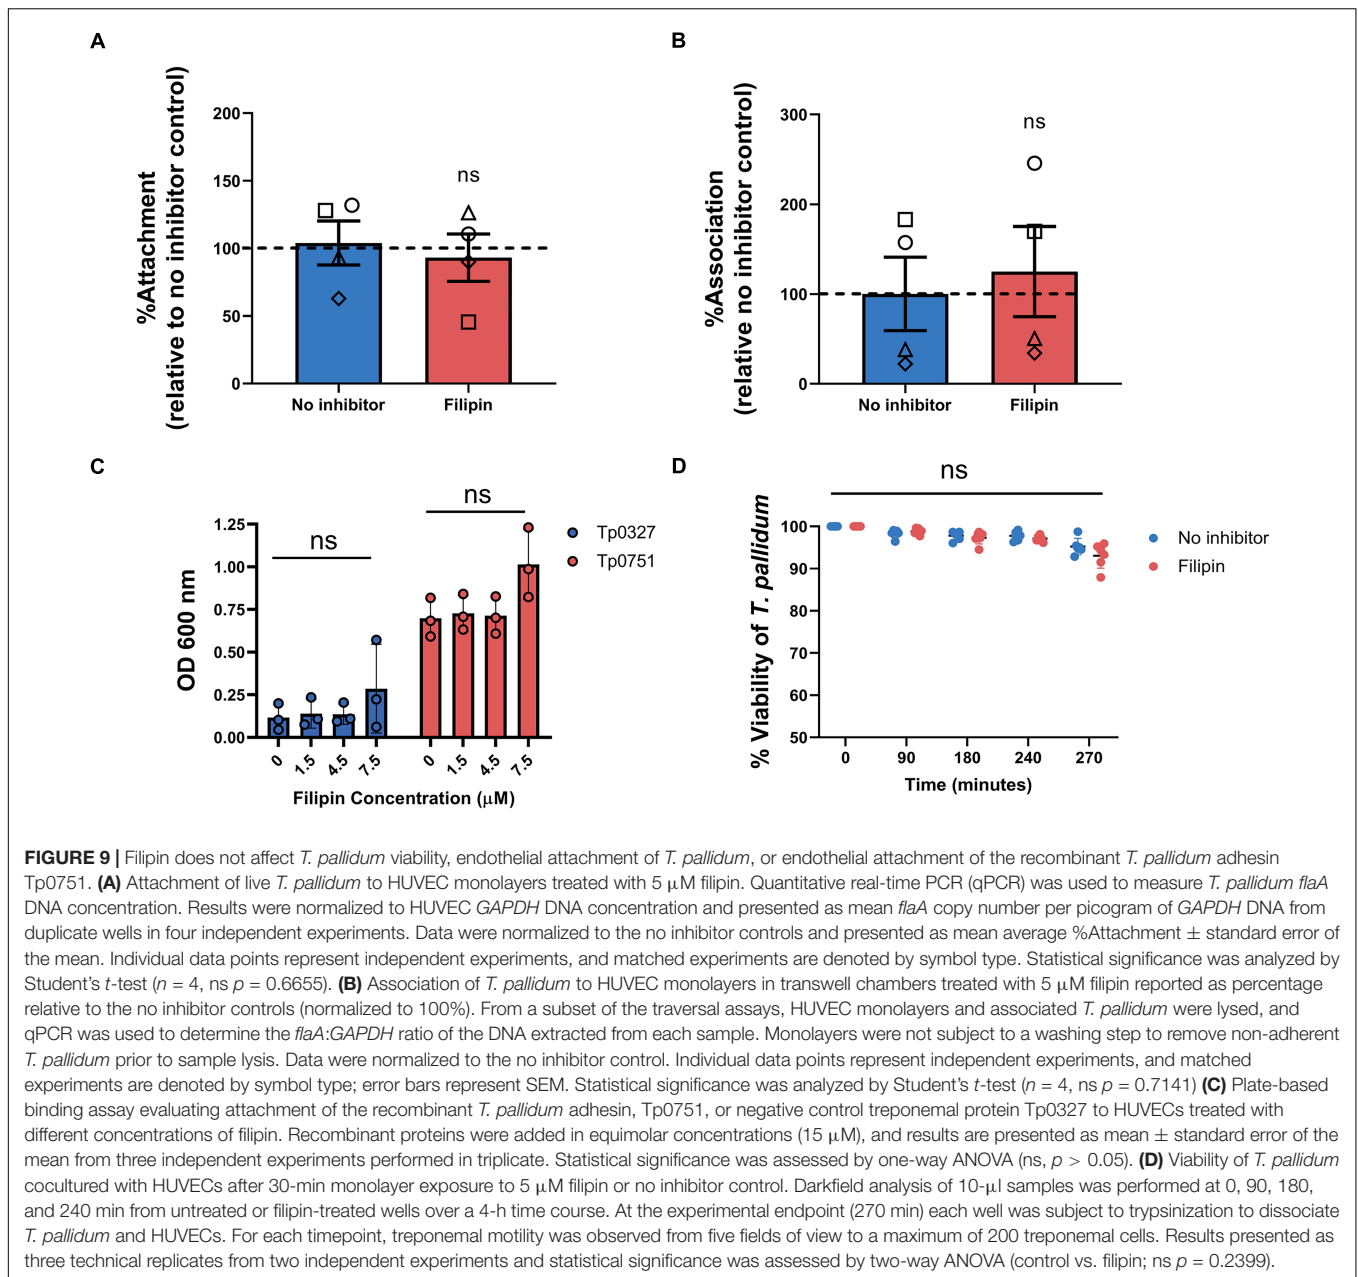 A
%Attachment
(relative to no inhibitor control)
200
150
100
50
0
ns
No inhibitor
Filipin
B
%Association
(relative no inhibitor control)
300
200
100
0
ns
No inhibitor
Filipin
C
OD 600 nm
1.25
1.00
0.75
0.50
0.25
0.00
ns
ns
Tp0327
Tp0751
0
1.5
4.5
7.5
0
1.5
4.5
7.5
Filipin Concentration (μM)
D
% Viability of T. pallidum
ns
100
90
80
70
60
50
No inhibitor
Filipin
0
90
180
240
270
Time (minutes)
FIGURE 9 | Filipin does not affect T. pallidum viability, endothelial attachment of T. pallidum, or endothelial attachment of the recombinant T. pallidum adhesin
Tp0751. (A) Attachment of live T. pallidum to HUVEC monolayers treated with 5 μM filipin. Quantitative real-time PCR (qPCR) was used to measure T. pallidum flaA
DNA concentration. Results were normalized to HUVEC GAPDH DNA concentration and presented as mean flaA copy number per picogram of GAPDH DNA from
duplicate wells in four independent experiments. Data were normalized to the no inhibitor controls and presented as mean average %Attachment ± standard error of
the mean. Individual data points represent independent experiments, and matched experiments are denoted by symbol type. Statistical significance was analyzed by
Student's t-test (n = 4, ns p = 0.6655). (B) Association of T. pallidum to HUVEC monolayers in transwell chambers treated with 5 μM filipin reported as percentage
relative to the no inhibitor controls (normalized to 100%). From a subset of the traversal assays, HUVEC monolayers and associated T. pallidum were lysed, and
qPCR was used to determine the flaA:GAPDH ratio of the DNA extracted from each sample. Monolayers were not subject to a washing step to remove non-adherent
T. pallidum prior to sample lysis. Data were normalized to the no inhibitor control. Individual data points represent independent experiments, and matched
experiments are denoted by symbol type; error bars represent SEM. Statistical significance was analyzed by Student's t-test (n = 4, ns p = 0.7141) (C) Plate-based
binding assay evaluating attachment of the recombinant T. pallidum adhesin, Tp0751, or negative control treponemal protein Tp0327 to HUVECs treated with
different concentrations of filipin. Recombinant proteins were added in equimolar concentrations (15 μM), and results are presented as mean ± standard error of the
mean from three independent experiments performed in triplicate. Statistical significance was assessed by one-way ANOVA (ns, p > 0.05). (D) Viability of T. pallidum
cocultured with HUVECs after 30-min monolayer exposure to 5 μM filipin or no inhibitor control. Darkfield analysis of 10-μl samples was performed at 0, 90, 180,
and 240 min from untreated or filipin-treated wells over a 4-h time course. At the experimental endpoint (270 min) each well was subject to trypsinization to dissociate
T. pallidum and HUVECs. For each timepoint, treponemal motility was observed from five fields of view to a maximum of 200 treponemal cells. Results presented as
three technical replicates from two independent experiments and statistical significance was assessed by two-way ANOVA (control vs. filipin; ns p = 0.2399).